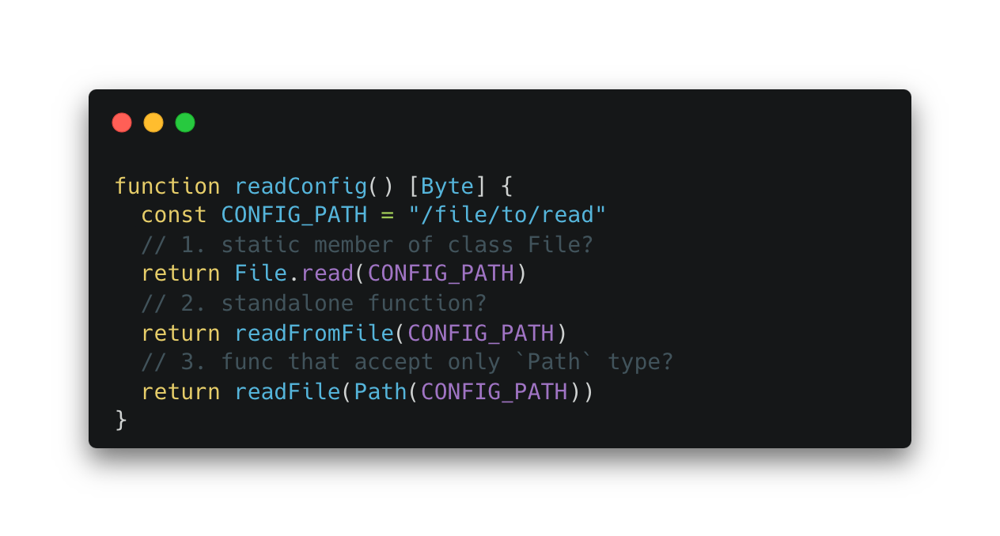 function readConfig() [Byte] {
  const CONFIG_PATH = "/file/to/read"
  // 1. static member of class File?
  return File.read(CONFIG_PATH)
  // 2. standalone function?
  return readFromFile(CONFIG_PATH)
  // 3. func that accept only `Path` type?
  return readFile(Path(CONFIG_PATH))
}